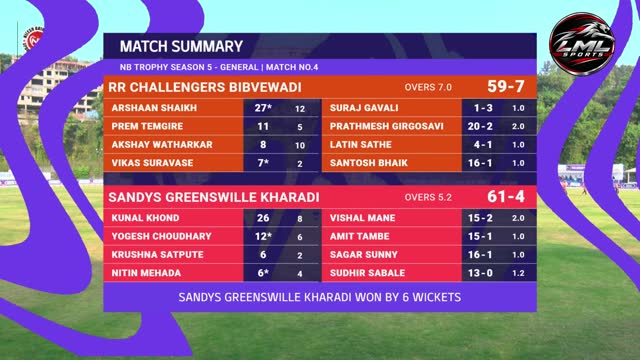 MATCH SUMMARY
NB TROPHY SEASON 5 - GENERAL | MATCH NO.4
RR CHALLENGERS BIBVEWADI OVERS 7.0 59-7
ARSHAAN SHAIKH 27* 12 SURAJ GAVALI 1-3 1.0
PREM TEMGIRE 11 5 PRATHMESH GIRGOSAVI 20-2 2.0
AKSHAY WATHARKAR 8 10 LATIN SATHE 4-1 1.0
VIKAS SURAVASE 7* 2 SANTOSH BHAIK 16-1 1.0
SANDYS GREENSWILLE KHARADI OVERS 5.2 61-4
KUNAL KHOND 26 8 VISHAL MANE 15-2 2.0
YOGESH CHOUDHARY 12* 6 AMIT TAMBE 15-1 1.0
KRUSHNA SATPUTE 6 2 SAGAR SUNNY 16-1 1.0
NITIN MEHADA 6* 4 SUDHIR SABALE 13-0 1.2
SANDYS GREENSWILLE KHARADI WON BY 6 WICKETS
LML
SPORTS